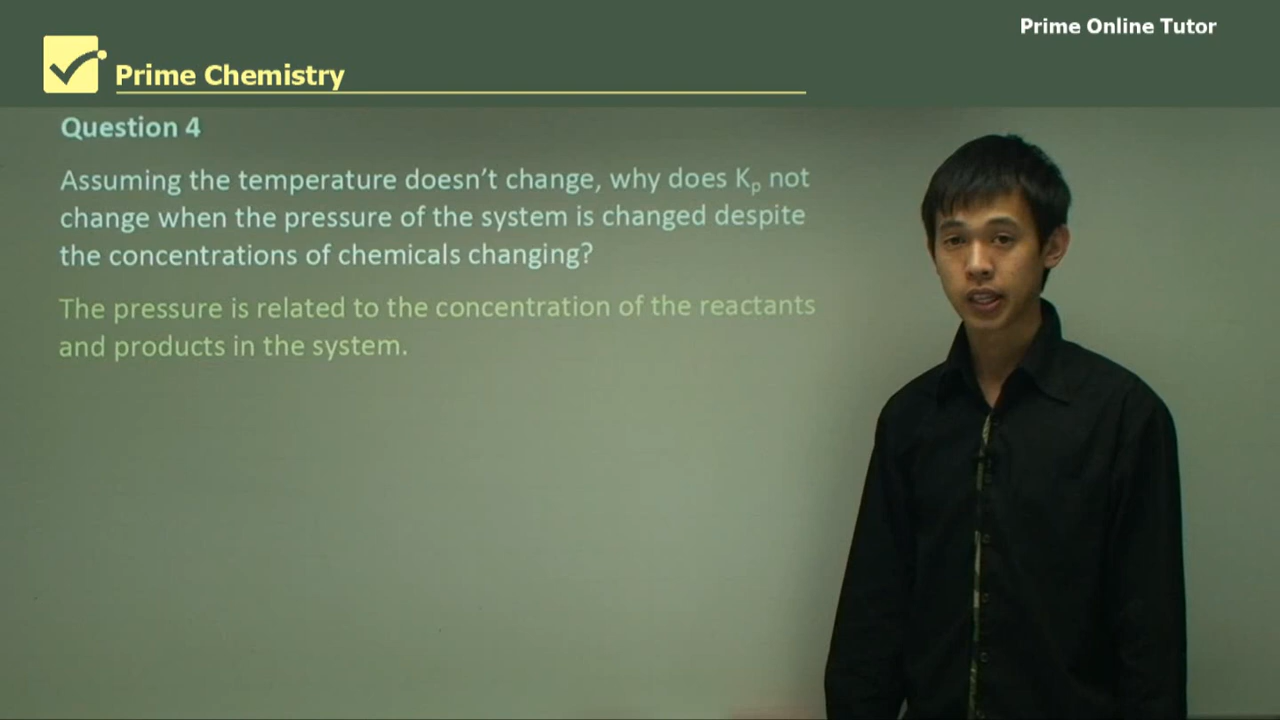 Prime Online Tutor
Prime Chemistry
Question 4
Assuming the temperature doesn't change, why does Kₚ not
change when the pressure of the system is changed despite
the concentrations of chemicals changing?
The pressure is related to the concentration of the reactants
and products in the system.